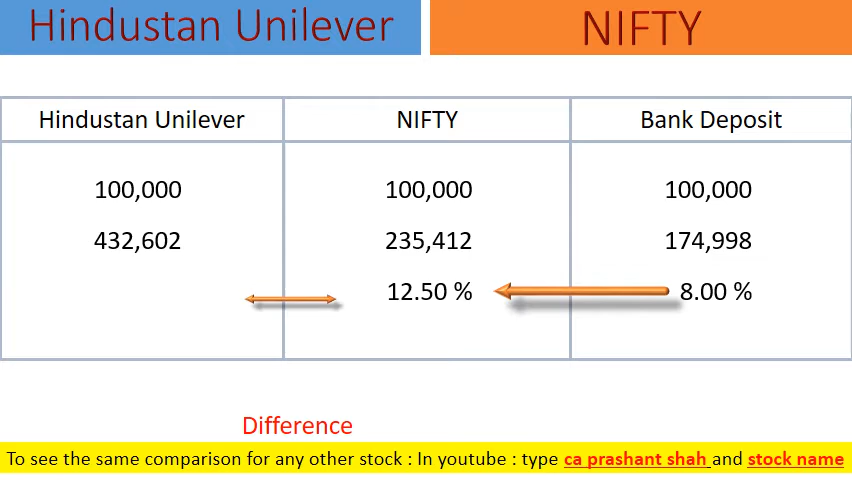 Hindustan Unilever NIFTY
Hindustan Unilever NIFTY Bank Deposit
100,000 100,000 100,000
432,602 235,412 174,998
12.50 % 8.00 %
Difference
To see the same comparison for any other stock : In youtube : type ca prashant shah and stock name